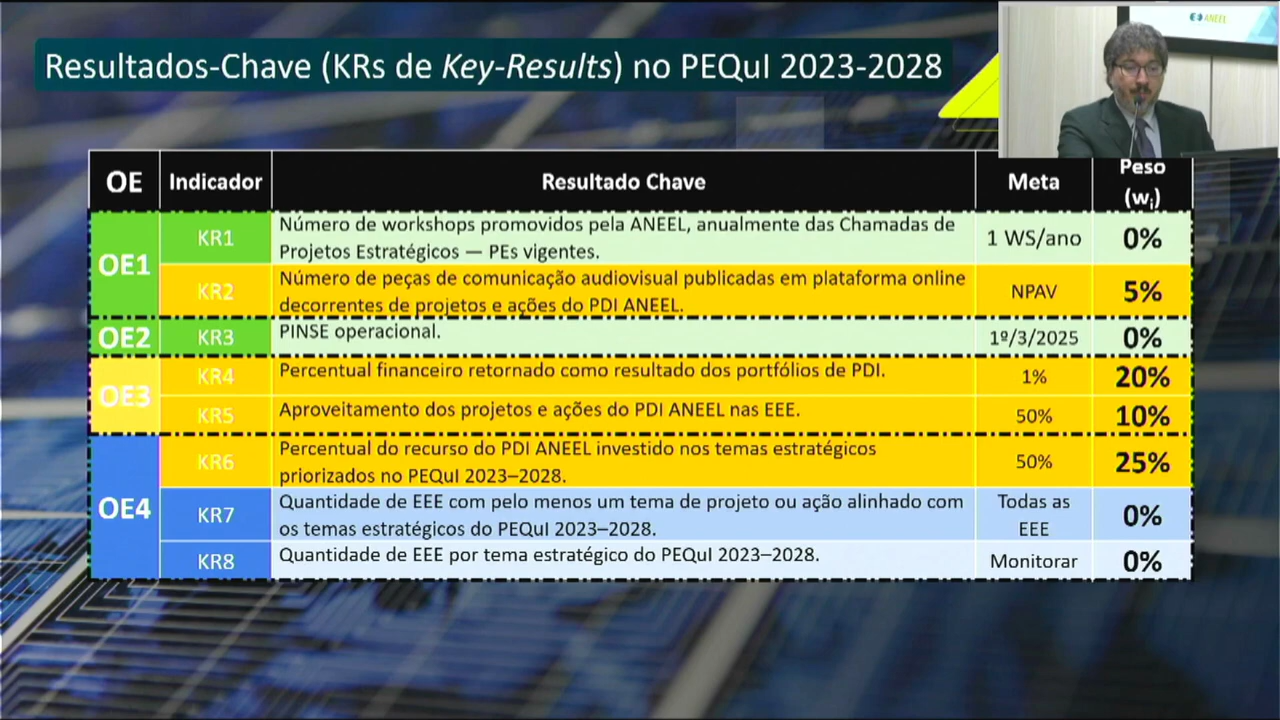 ANEEL
Resultados-Chave (KRs de Key-Results) no PEQuI 2023-2028
OE Indicador Resultado Chave Meta Peso
(wi)
OE1 KR1 Número de workshops promovidos pela ANEEL, anualmente das Chamadas de
Projetos Estratégicos — PEs vigentes. 1 WS/ano 0%
KR2 Número de peças de comunicação audiovisual publicadas em plataforma online
decorrentes de projetos e ações do PDI ANEEL. NPAV 5%
OE2 KR3 PINSE operacional. 1º/3/2025 0%
OE3 KR4 Percentual financeiro retornado como resultado dos portfólios de PDI. 1% 20%
KR5 Aproveitamento dos projetos e ações do PDI ANEEL nas EEE. 50% 10%
OE4 KR6 Percentual do recurso do PDI ANEEL investido nos temas estratégicos
priorizados no PEQuI 2023–2028. 50% 25%
KR7 Quantidade de EEE com pelo menos um tema de projeto ou ação alinhado com
os temas estratégicos do PEQuI 2023–2028. Todas as
EEE 0%
KR8 Quantidade de EEE por tema estratégico do PEQuI 2023–2028. Monitorar 0%